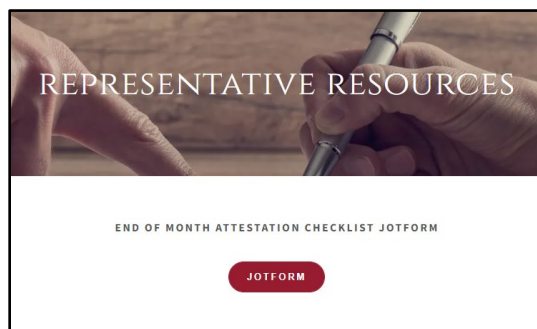 REPRESENTATIVE RESOURCES
END OF MONTH ATTESTATION CHECKLIST JOTFORM
JOTFORM